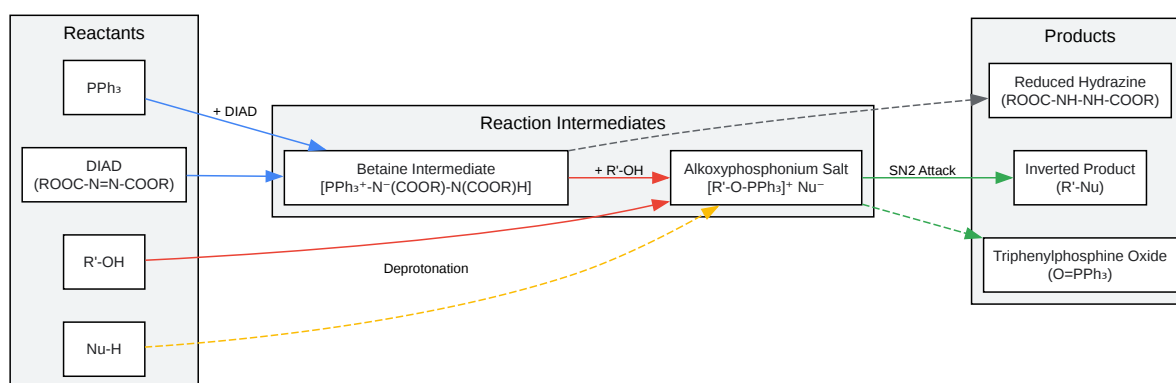 Reactants
PPh₃
DIAD
(ROOC-N=N-COOR)
R'-OH
Nu-H
+ DIAD
Reaction Intermediates
Betaine Intermediate
[PPh₃⁺-N⁻(COOR)-N(COOR)H]
+ R'-OH
Alkoxyphosphonium Salt
[R'-O-PPh₃]⁺ Nu⁻
Deprotonation
SN2 Attack
Products
Reduced Hydrazine
(ROOC-NH-NH-COOR)
Inverted Product
(R'-Nu)
Triphenylphosphine Oxide
(O=PPh₃)